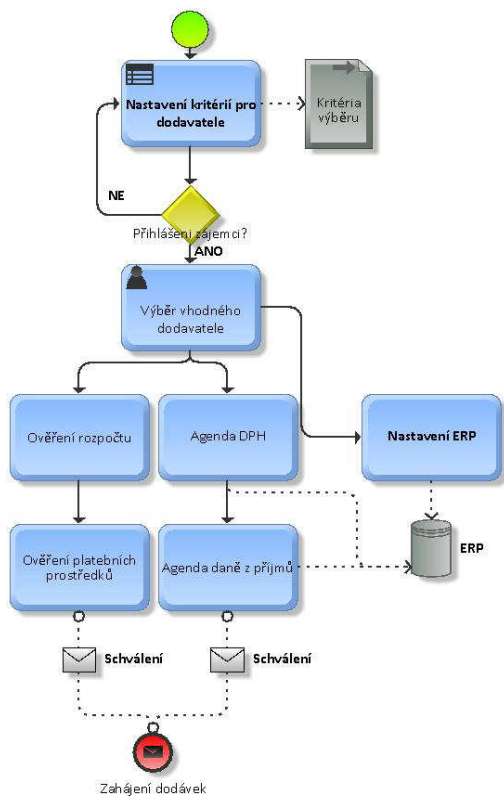 Nastavení kritérií pro
dodavatele
Kritéria
výběru
NE
Přihlášeni zájemci?
ANO
Výběr vhodného
dodavatele
Ověření rozpočtu
Agenda DPH
Nastavení ERP
Ověření platebních
prostředků
Agenda daně z příjmů
ERP
Schválení
Schválení
Zahájení dodávek